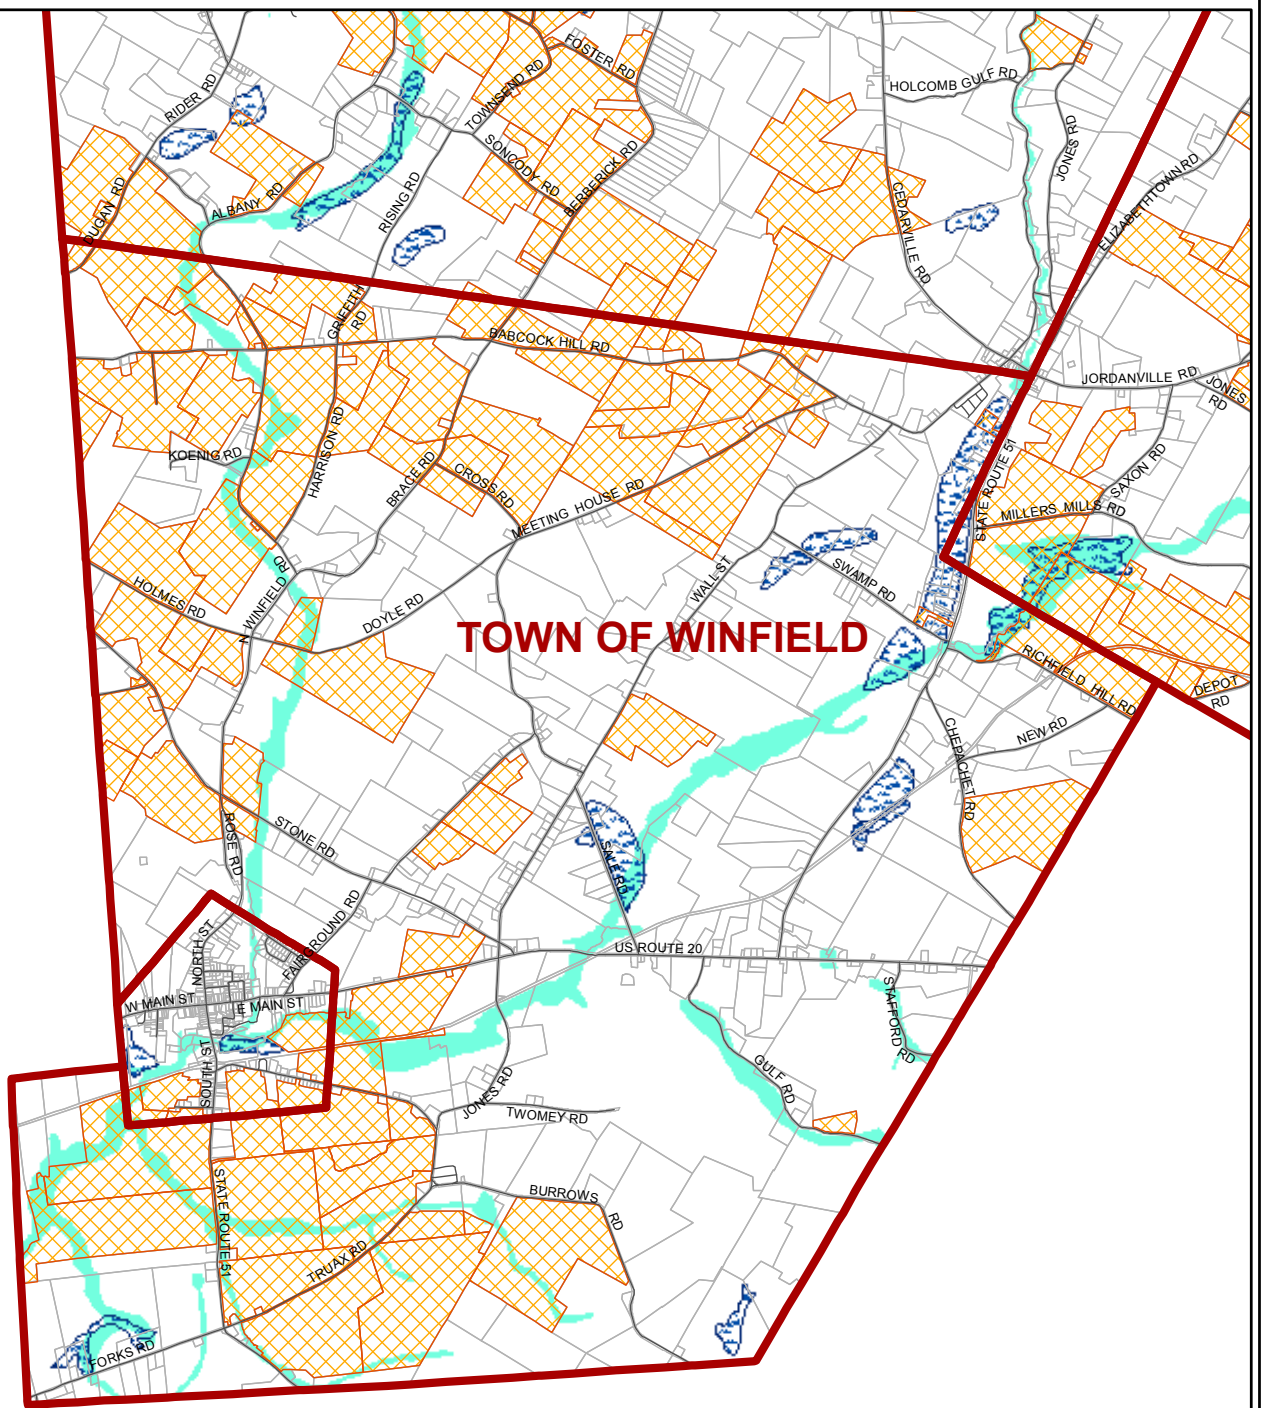 FOSTER RD
HOLCOMB GULF RD
RIDER RD
TOWNSEND RD
SONCODY RD
BERBERICK RD
JONES RD
ELIZABETHTOWN RD
DUGAN RD
ALBANY RD
RISING RD
CEDARVILLE RD
GRIFFITH
RD
BABCOCK HILL RD
JORDANVILLE RD
JONES
RD
KOENIG RD
HARRISON RD
BRACE RD
CROSS RD
MEETING HOUSE RD
STATE ROUTE 51
SAXON RD
MILLERS MILLS RD
HOLMES RD
N WINFIELD RD
DOYLE RD
WALL ST
SWAMP RD
TOWN OF WINFIELD
RICHFIELD HILL RD
DEPOT
RD
CHEPACHET RD
NEW RD
ROSE RD
STONE RD
SALE RD
NORTH ST
FAIRGROUND RD
US ROUTE 20
W MAIN ST
E MAIN ST
STAFFORD RD
SOUTH ST
JONES RD
TWOMEY RD
GULF RD
STATE ROUTE 51
BURROWS
RD
TRUAX RD
FORKS RD